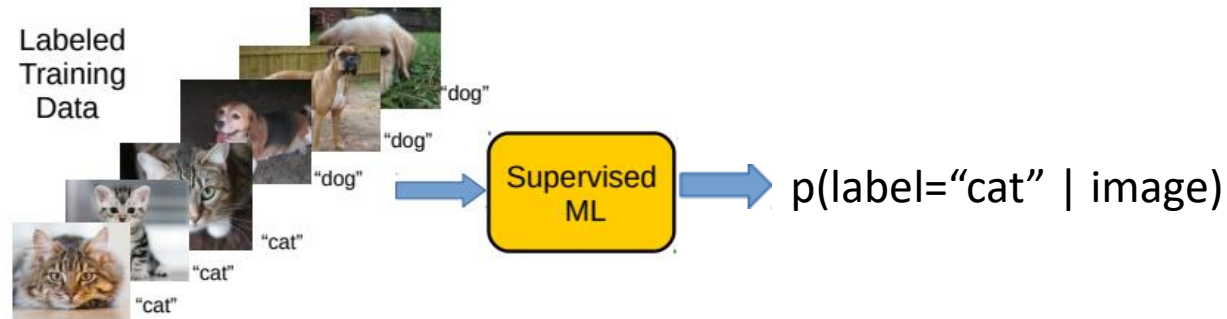 Labeled
Training
Data
"dog"
"dog"
"dog"
"cat"
"cat"
"cat"
Supervised
ML
p(label=“cat” | image)